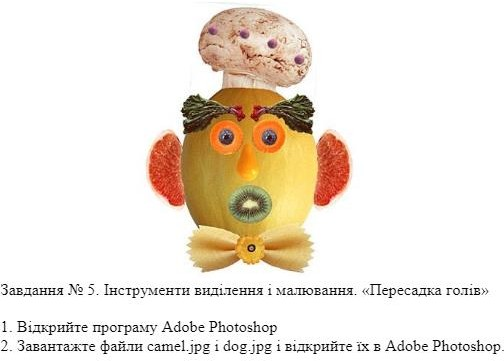 Завдання № 5. Інструменти виділення і малювання. «Пересадка голів»
1. Відкрийте програму Adobe Photoshop
2. Завантажте файли camel.jpg і dog.jpg і відкрийте їх в Adobe Photoshop.